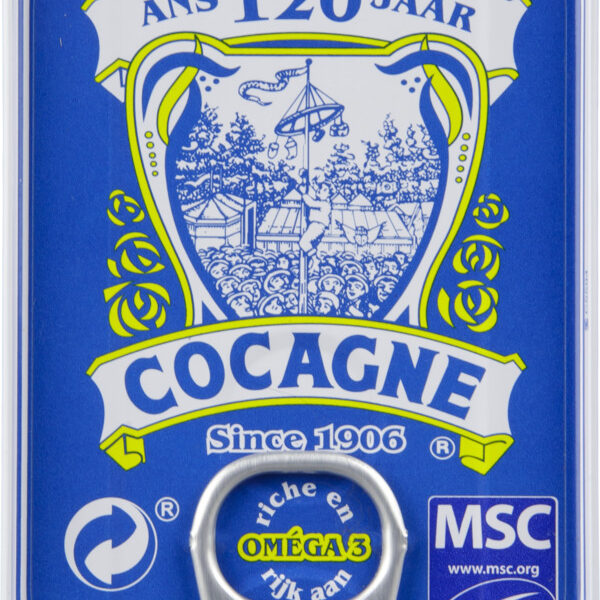 ANS 120 JAAR
COCAGNE
Since 1906 ®
®
riche en
OMÉGA 3
rijk aan
MSC
www.msc.org